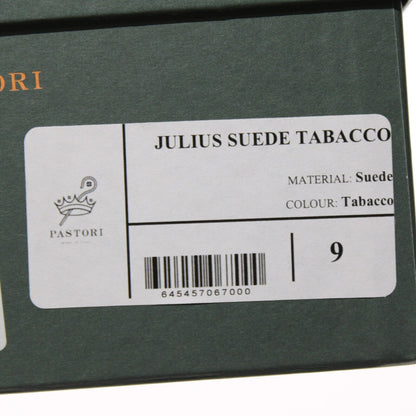 ORI
JULIUS SUEDE TABACCO
MATERIAL: Suede
COLOUR: Tabacco
PASTORI
9
645457067000